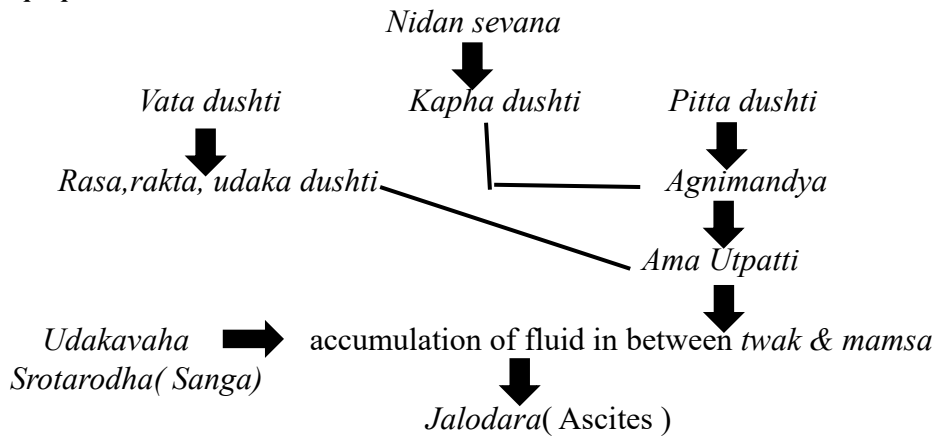 Nidan sevana
Vata dushti Kapha dushti Pitta dushti
Rasa,rakta, udaka dushti Agnimandya
Ama Utpatti
Udakavaha accumulation of fluid in between twak & mamsa
Srotarodha( Sanga)
Jalodara( Ascites )